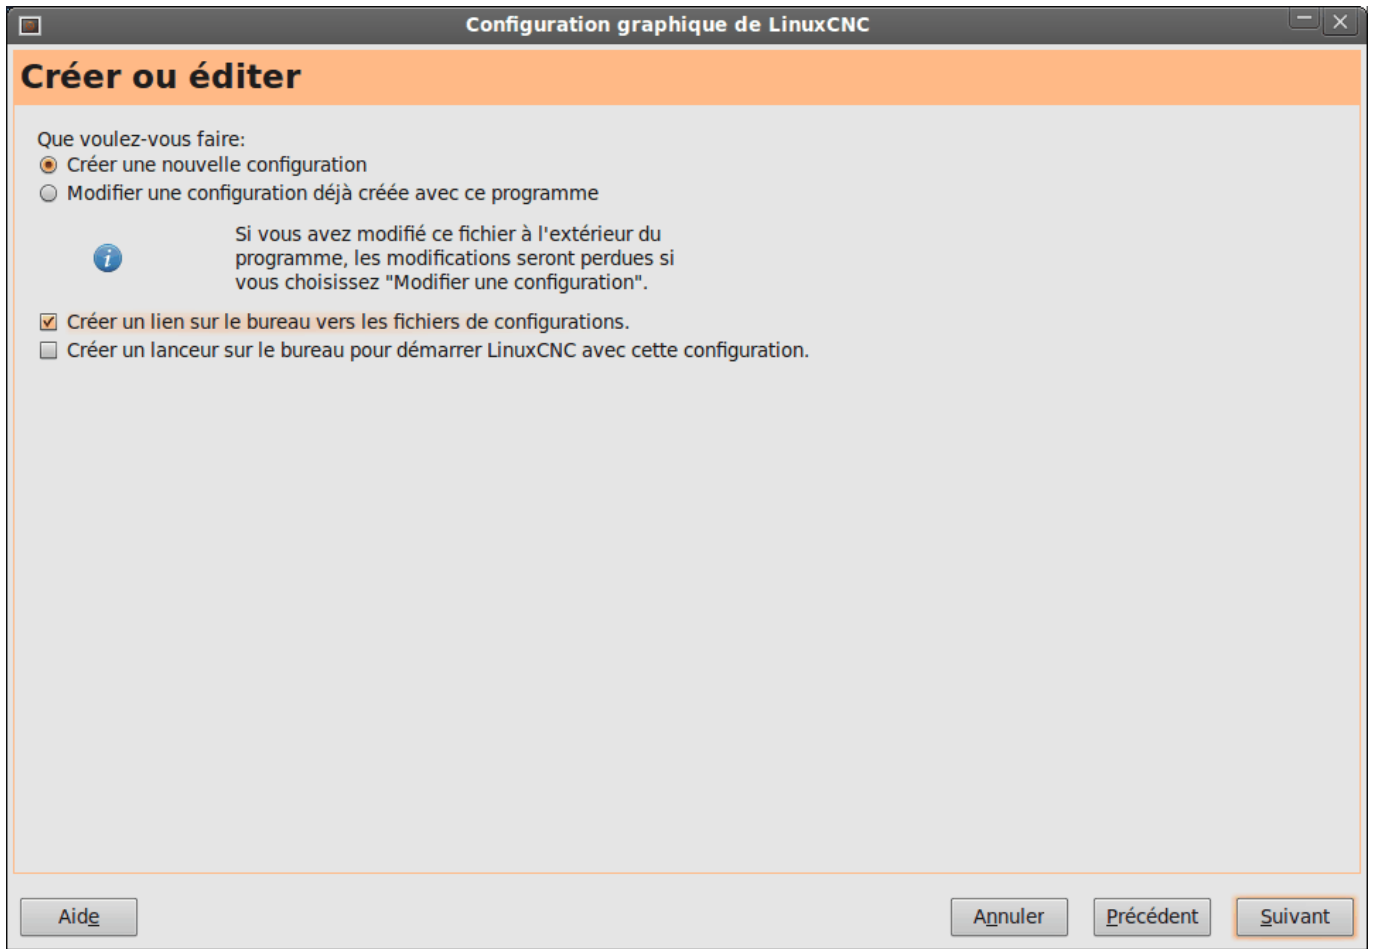 Configuration graphique de LinuxCNC
Créer ou éditer
Que voulez-vous faire:
Créer une nouvelle configuration
Modifier une configuration déjà créée avec ce programme
Si vous avez modifié ce fichier à l'extérieur du
programme, les modifications seront perdues si
vous choisissez "Modifier une configuration".
Créer un lien sur le bureau vers les fichiers de configurations.
Créer un lanceur sur le bureau pour démarrer LinuxCNC avec cette configuration.
Aide
Annuler
Précédent
Suivant